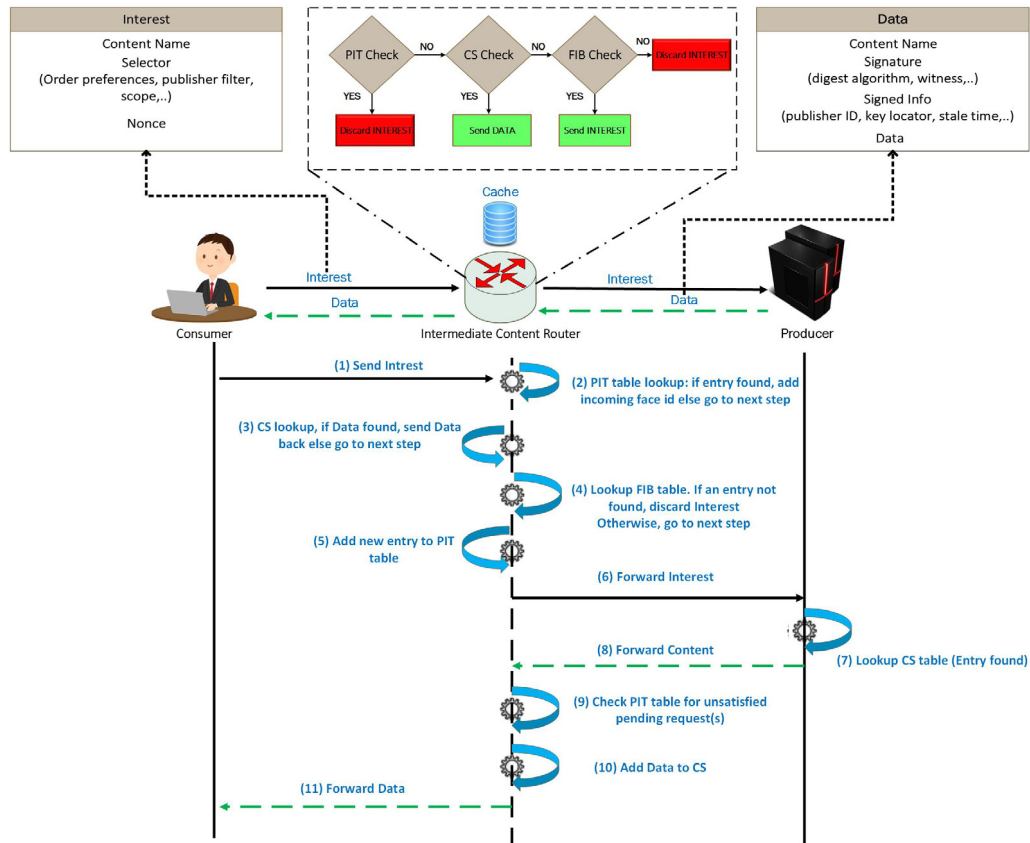 Interest
Content Name
Selector
(Order preferences, publisher filter,
scope,..)
Nonce
PIT Check
NO
CS Check
NO
FIB Check
NO
Discard INTEREST
YES
YES
YES
Discard INTEREST
Send DATA
Send INTEREST
Data
Content Name
Signature
(digest algorithm, witness,..)
Signed Info
(publisher ID, key locator, stale time,..)
Data
Cache
Interest
Data
Interest
Data
Consumer
Intermediate Content Router
Producer
(1) Send Intrest
(2) PIT table lookup: if entry found, add
incoming face id else go to next step
(3) CS lookup, if Data found, send Data
back else go to next step
(4) Lookup FIB table. If an entry not
found, discard Interest
Otherwise, go to next step
(5) Add new entry to PIT
table
(6) Forward Interest
(7) Lookup CS table (Entry found)
(8) Forward Content
(9) Check PIT table for unsatisfied
pending request(s)
(10) Add Data to CS
(11) Forward Data